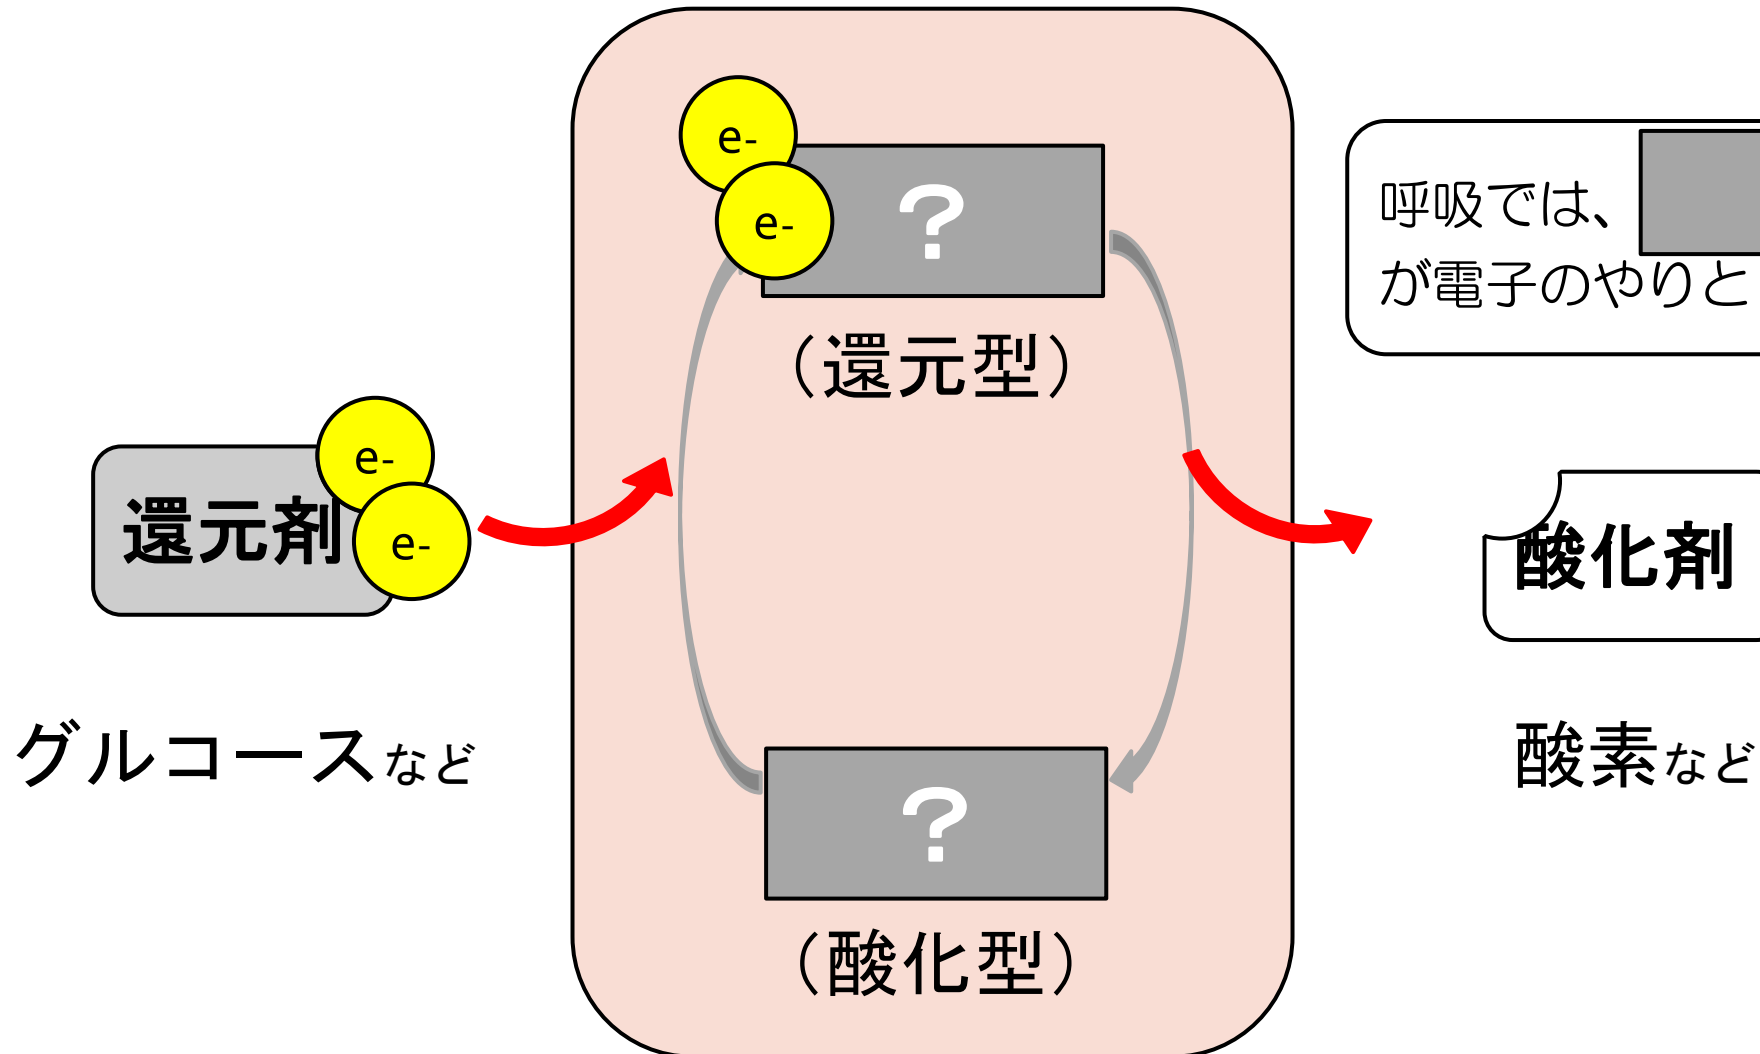 e-
e-
?
(還元型)
呼吸では、
が電子のやりと
e-
e-
還元剤
酸化剤
グルコースなど
酸素など
?
(酸化型)